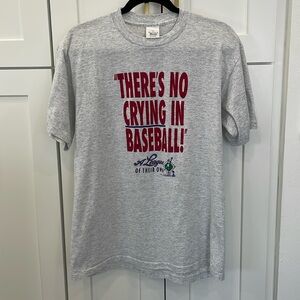 "THERE'S NO
CRYING IN
BASEBALL!"
A League
OF THEIR OWN